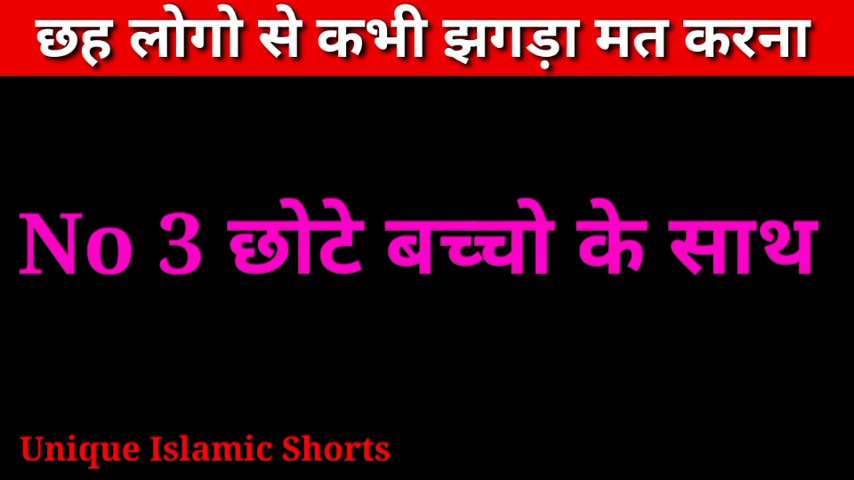 छह लोगो से कभी झगड़ा मत करना
No 3 छोटे बच्चो के साथ
Unique Islamic Shorts